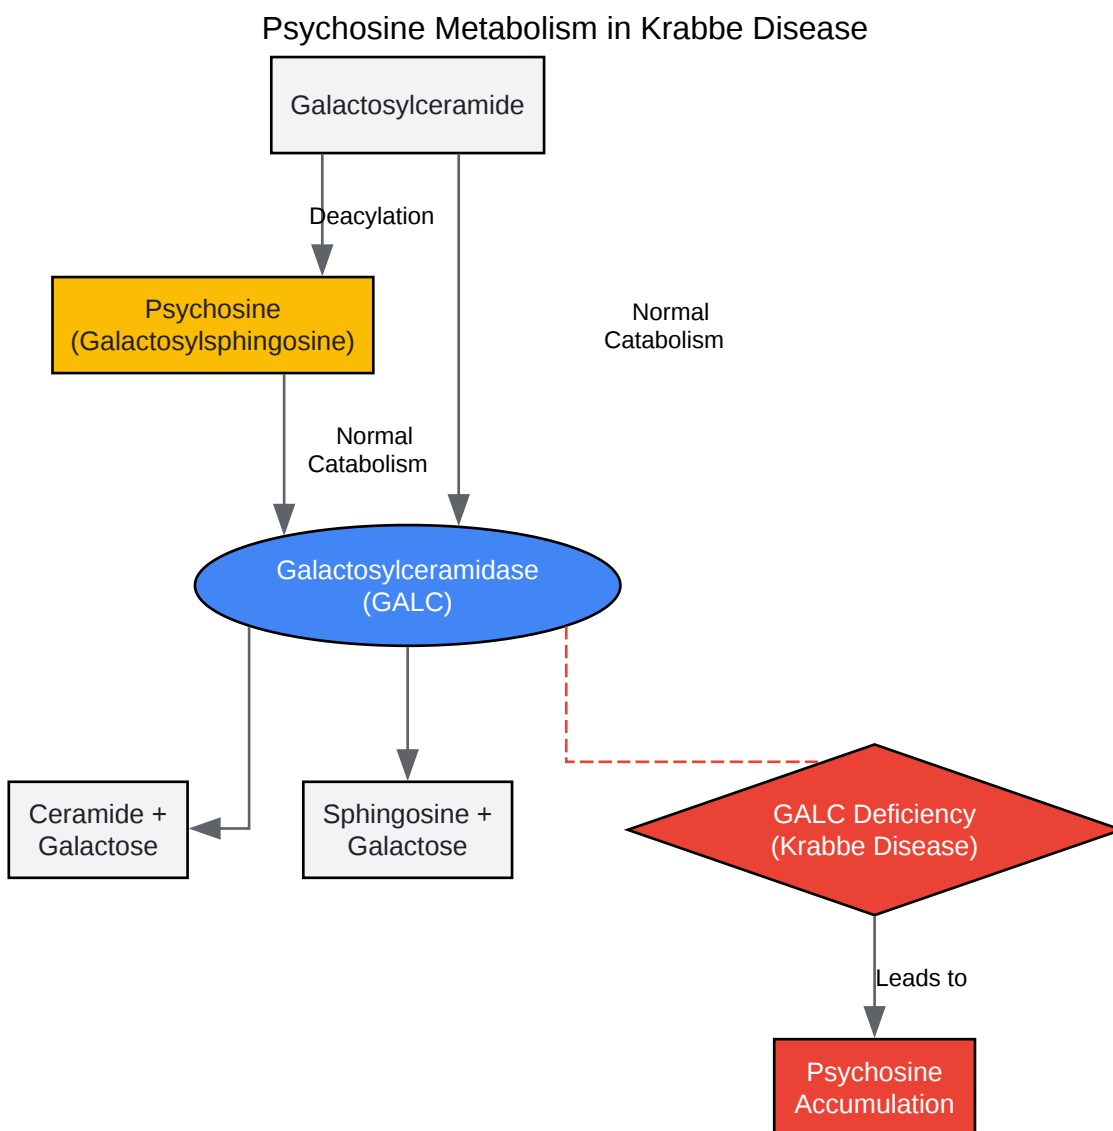 Psychosine Metabolism in Krabbe Disease
Galactosylceramide
Deacylation
Psychosine
(Galactosylsphingosine)
Normal
Catabolism
Normal
Catabolism
Galactosylceramidase
(GALC)
Ceramide +
Galactose
Sphingosine +
Galactose
GALC Deficiency
(Krabbe Disease)
Leads to
Psychosine
Accumulation